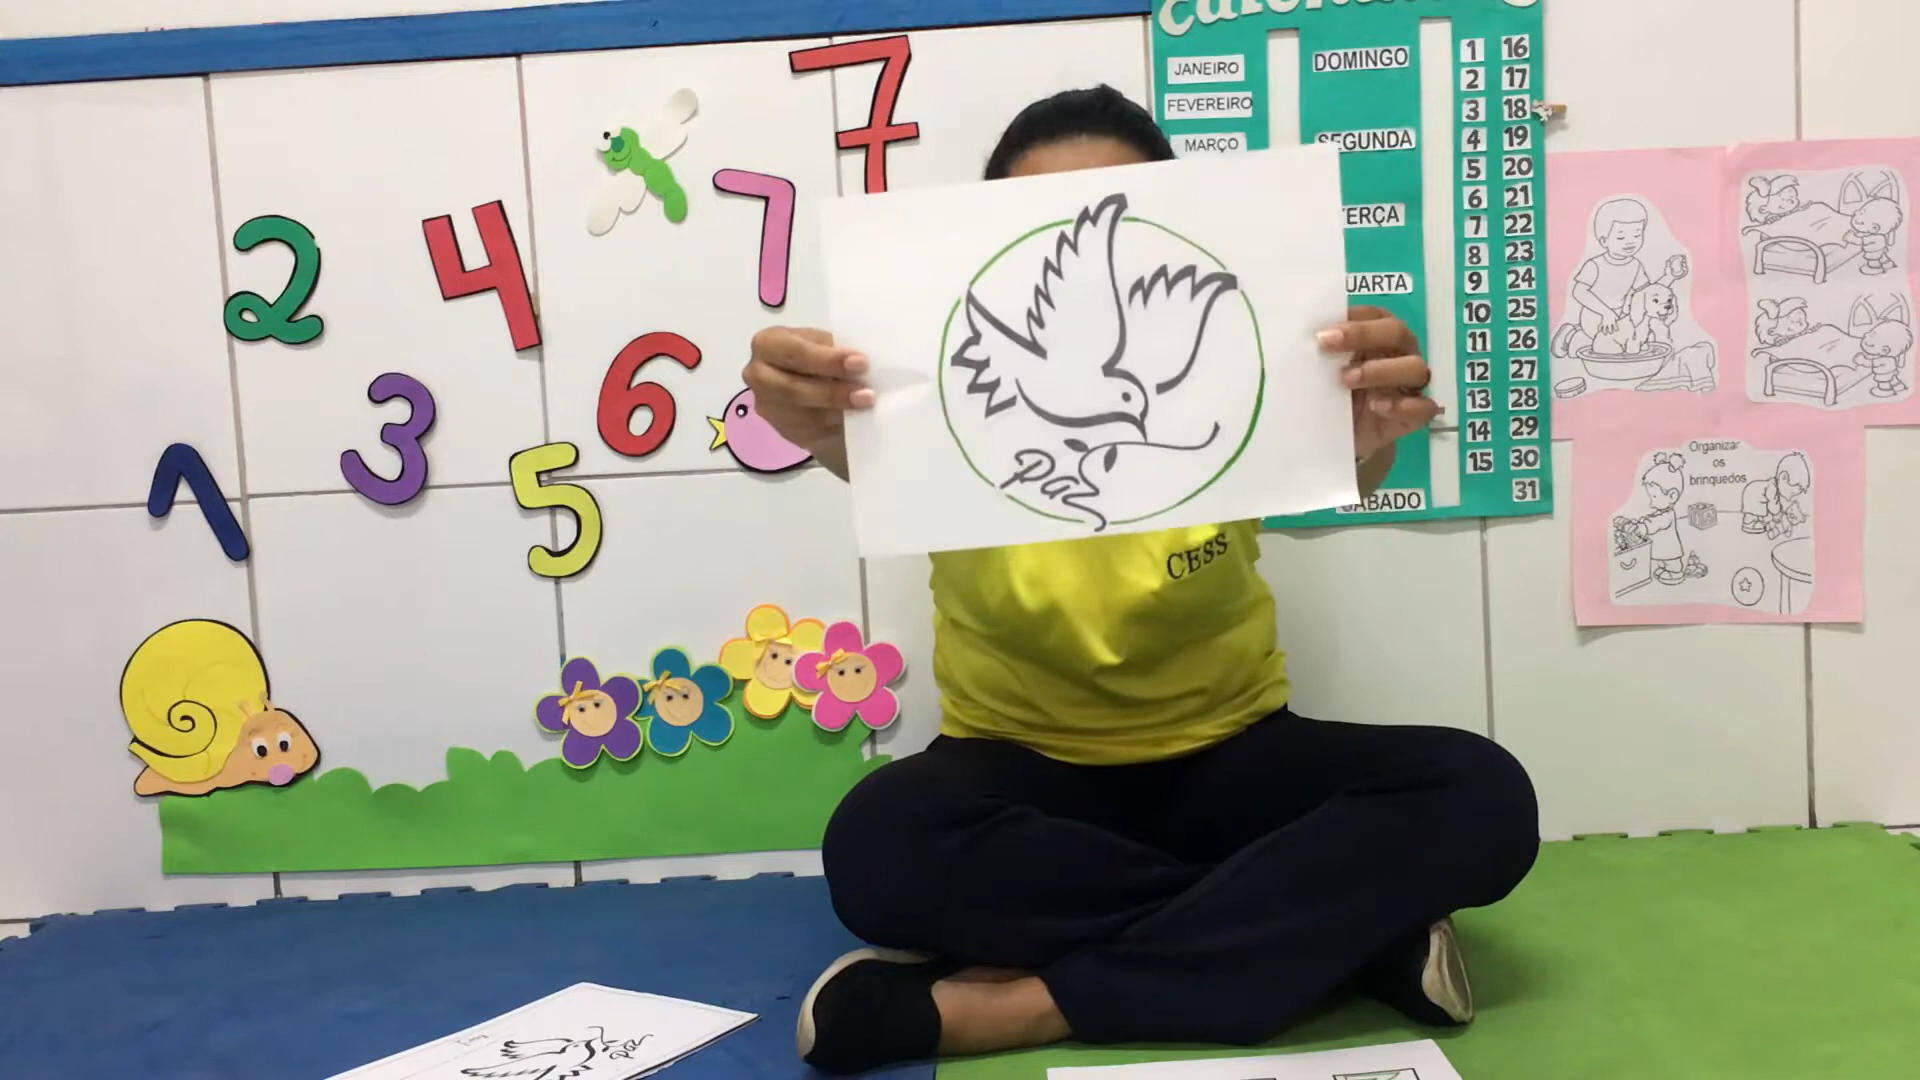 calendário
JANEIRO
FEVEREIRO
MARÇO
DOMINGO
SEGUNDA
TERÇA
QUARTA
SÁBADO
1 16
2 17
3 18
4 19
5 20
6 21
7 22
8 23
9 24
10 25
11 26
12 27
13 28
14 29
15 30
31
7
2
4
7
3
6
1
5
Paz
CESS
Organizar
os
brinquedos
Paz